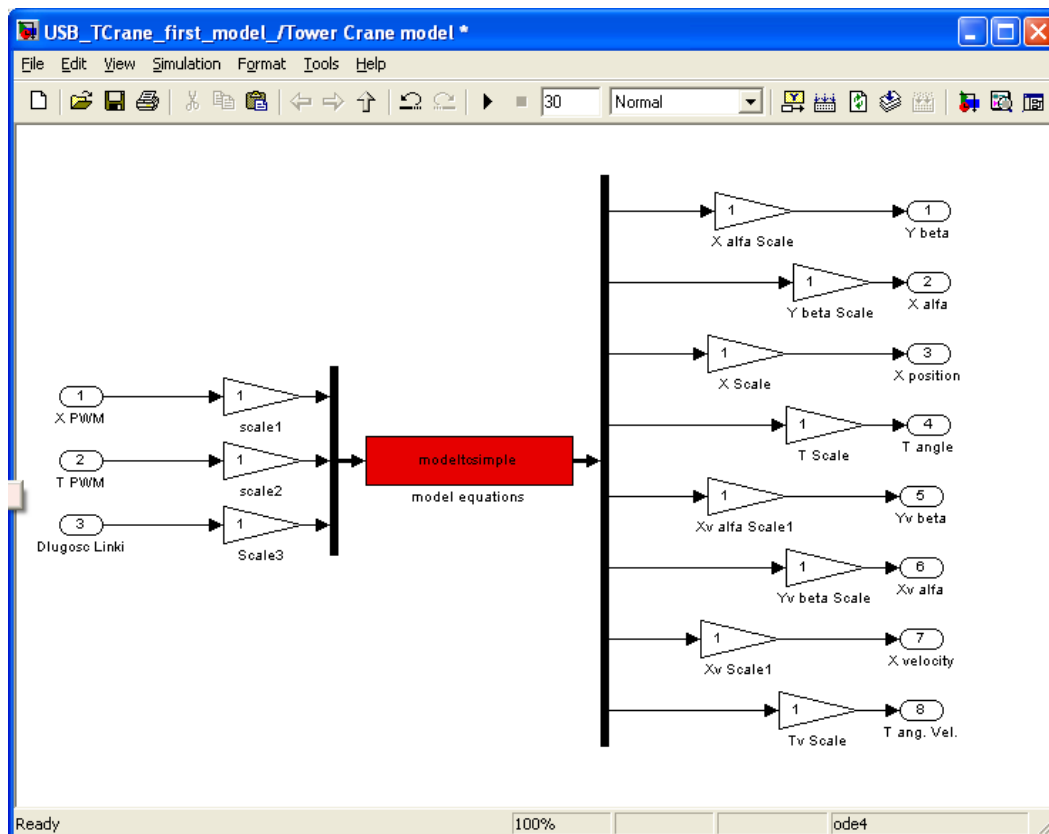 USB_TCrane_first_model_/Tower Crane model *
File Edit View Simulation Format Tools Help
30 Normal
1
X alfa Scale
1
Y beta
1
Y beta Scale
2
X alfa
1
X Scale
3
X position
1
X PWM
1
scale1
1
T Scale
4
T angle
2
T PWM
1
scale2
modeltcsimple
model equations
1
Xv alfa Scale1
5
Yv beta
3
Dlugosc Linki
1
Scale3
1
Yv beta Scale
6
Xv alfa
1
Xv Scale1
7
X velocity
1
Tv Scale
8
T ang. Vel.
Ready 100% ode4